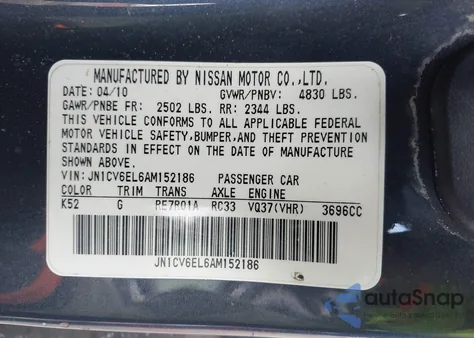 MANUFACTURED BY NISSAN MOTOR CO.,LTD.
DATE: 04/10 GVWR/PNBV: 4830 LBS.
GAWR/PNBE FR: 2502 LBS. RR: 2344 LBS.
THIS VEHICLE CONFORMS TO ALL APPLICABLE FEDERAL
MOTOR VEHICLE SAFETY,BUMPER,AND THEFT PREVENTION
STANDARDS IN EFFECT ON THE DATE OF MANUFACTURE
SHOWN ABOVE.
VIN: JN1CV6EL6AM152186 PASSENGER CAR
COLOR TRIM TRANS AXLE ENGINE
K52 G RE7R01A RC33 VQ37(VHR) 3696CC
JN1CV6EL6AM152186
autoSnap